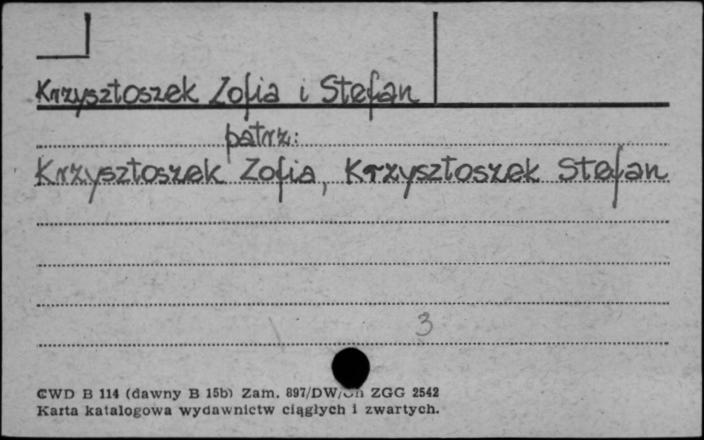 Krzysztoszek Zofia i Stefan
patrz:
Krzysztoszek Zofia, Krzysztoszek Stefan
3
CWD B 114 (dawny B 15b) Zam. 897/DW/ ZGG 2542
Karta katalogowa wydawnictw ciągłych i zwartych.